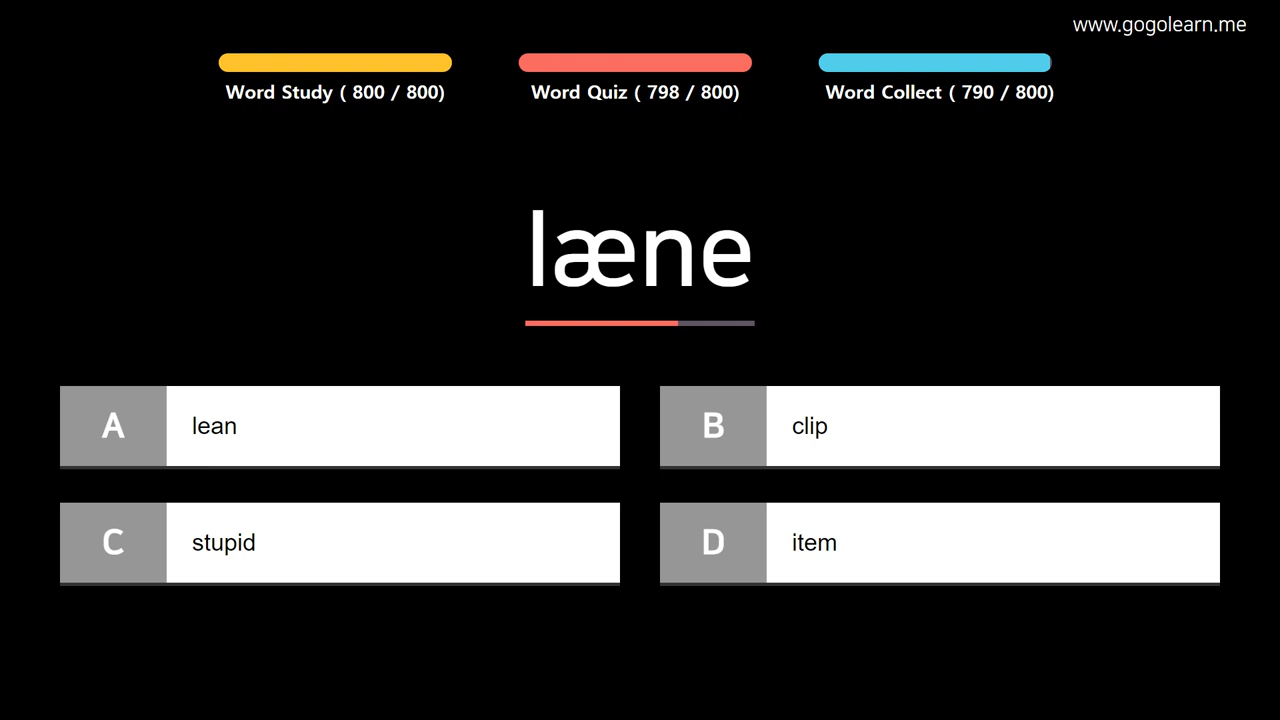 www.gogolearn.me
Word Study ( 800 / 800)
Word Quiz ( 798 / 800)
Word Collect ( 790 / 800)
læne
A lean
B clip
C stupid
D item